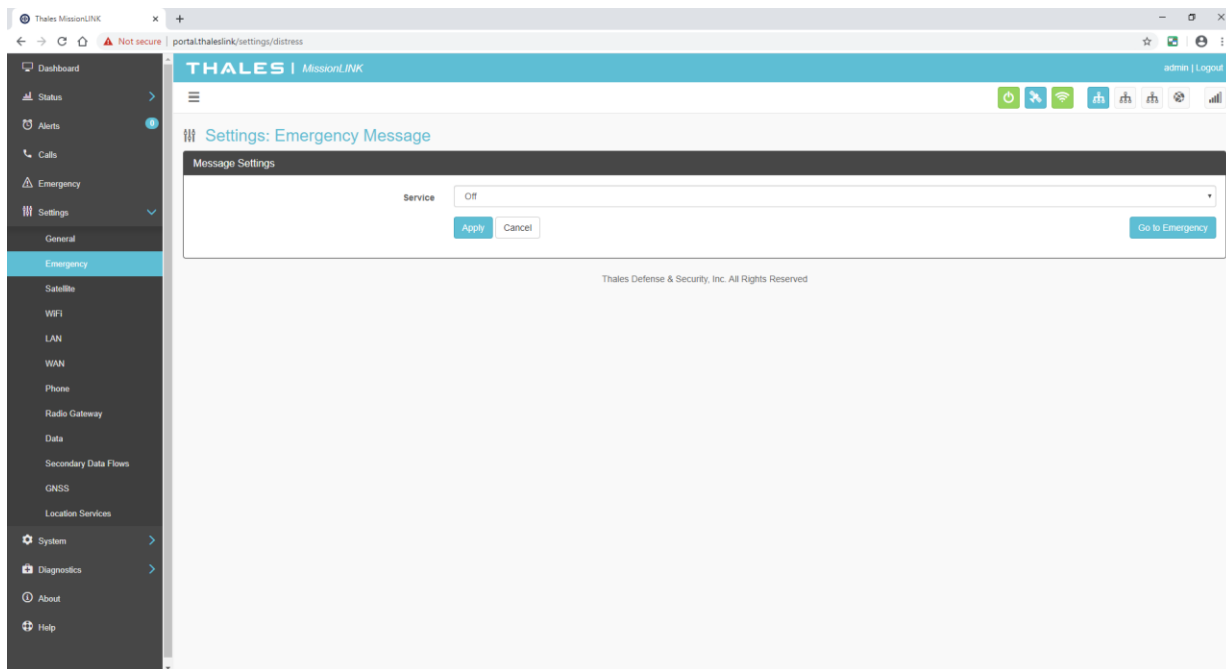 Thales MissionLINK
Not secure | portal.thaleslink/settings/distress
Dashboard
THALES | MissionLINK
admin | Logout
Status
Alerts
0
Calls
Emergency
Settings
General
Emergency
Satellite
WiFi
LAN
WAN
Phone
Radio Gateway
Data
Secondary Data Flows
GNSS
Location Services
System
Diagnostics
About
Help
Settings: Emergency Message
Message Settings
Service
Off
Apply
Cancel
Go to Emergency
Thales Defense & Security, Inc. All Rights Reserved